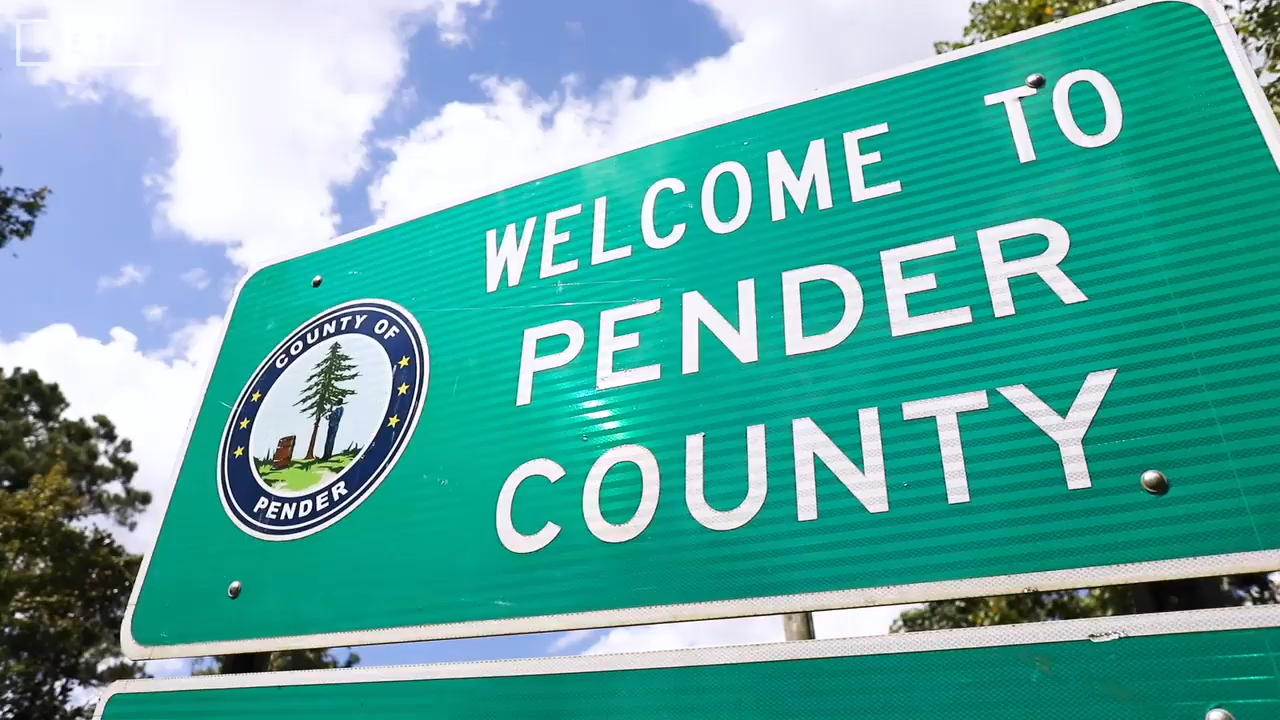 WELCOME TO
PENDER
COUNTY
COUNTY OF
PENDER